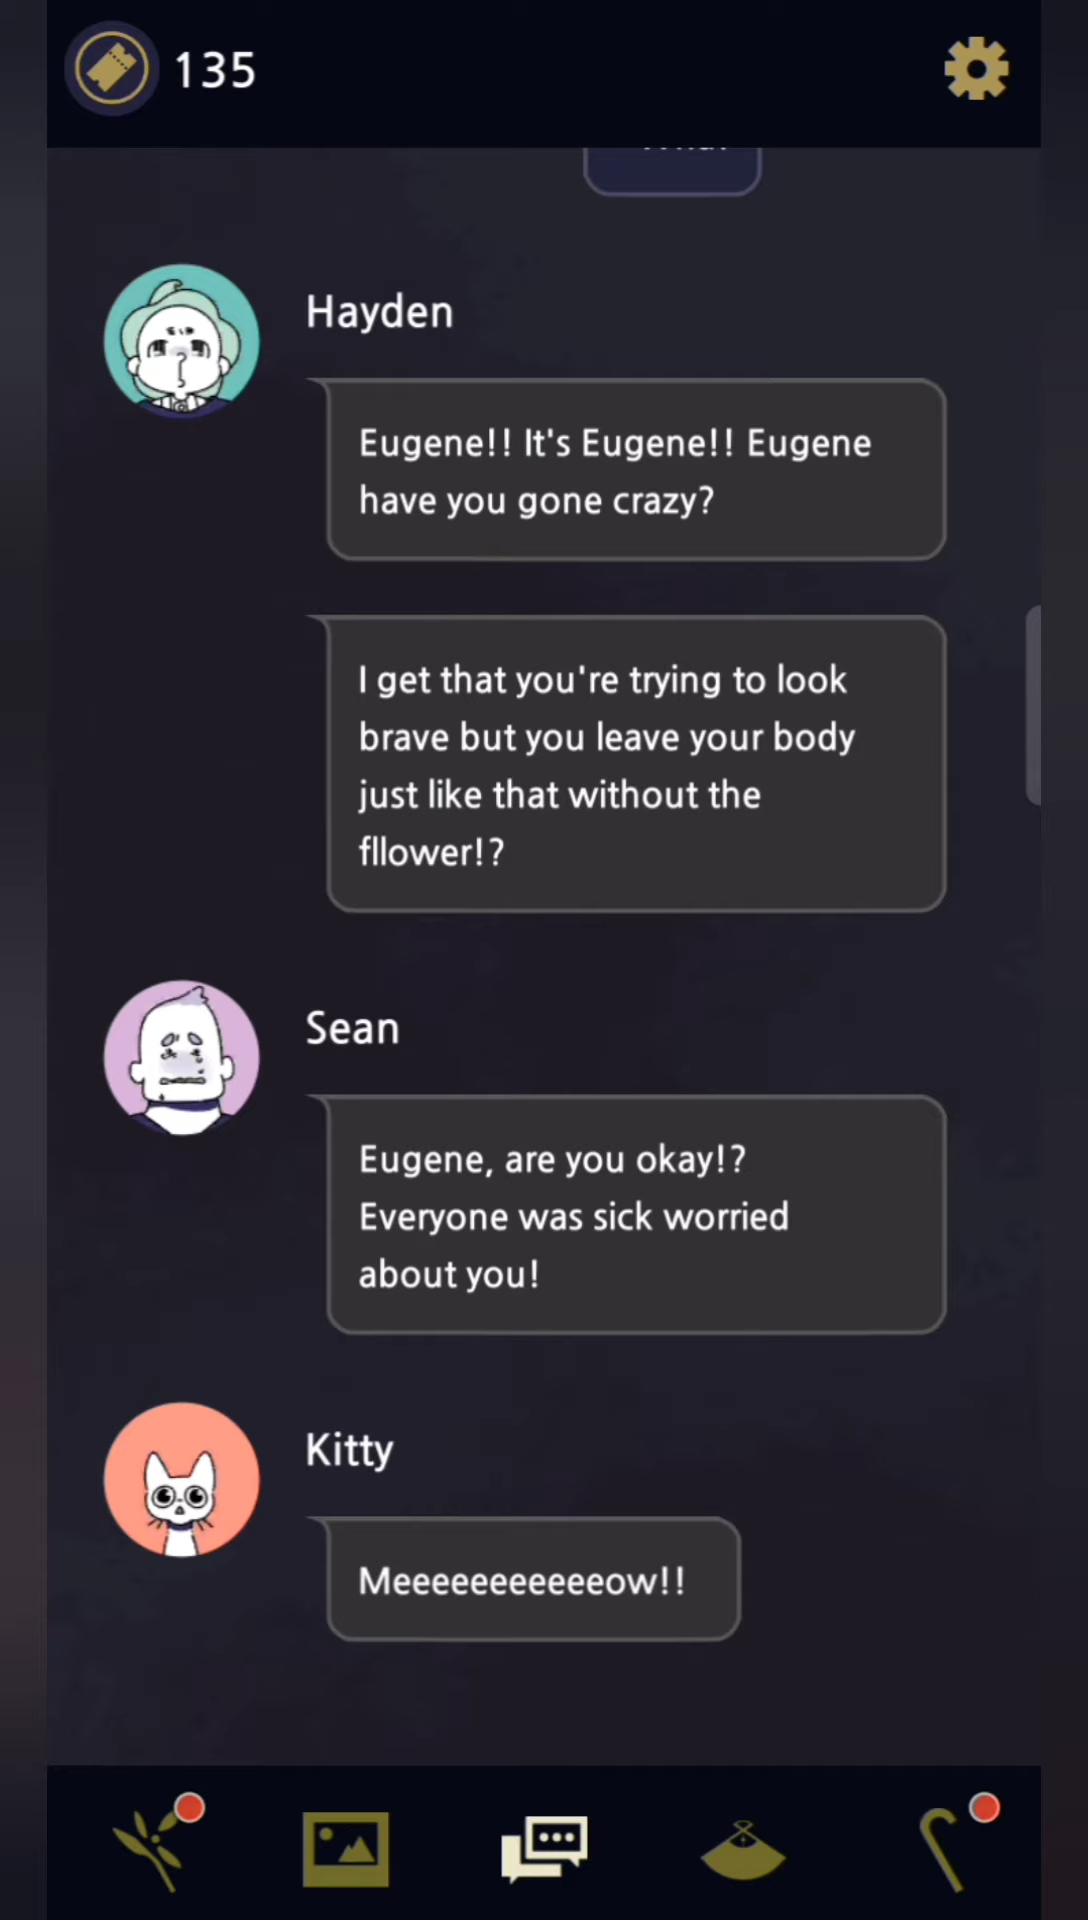 135
Hayden
Eugene!! It's Eugene!! Eugene
have you gone crazy?
I get that you're trying to look
brave but you leave your body
just like that without the
fllower!?
Sean
Eugene, are you okay!?
Everyone was sick worried
about you!
Kitty
Meeeeeeeeeeeow!!